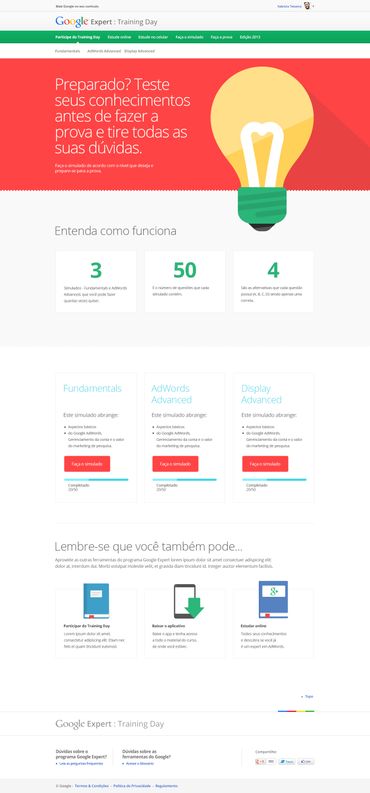 Mais Google no seu currículo.
Fabricio Teixeira
Google Expert : Training Day
Participe do Training Day Estude online Estude no celular Faça o simulado Faça a prova Edição 2013
Fundamentals AdWords Advanced Display Advanced
Preparado? Teste
seus conhecimentos
antes de fazer a
prova e tire todas as
suas dúvidas.
Faça o simulado de acordo com o nível que deseja e
prepare-se para a prova.
Entenda como funciona
3
50
4
Simulados - Fundamentals e AdWords
Advanced, que você pode fazer
quantas vezes quiser.
É o número de questões que cada
simulado contém.
São as alternativas que cada questão
possui (A, B, C, D) sendo apenas uma
correta.
Fundamentals
Este simulado abrange:
Aspectos básicos
do Google AdWords,
Gerenciamento da conta e o valor
do marketing de pesquisa.
Faça o simulado
Completado
20/50
AdWords
Advanced
Este simulado abrange:
Aspectos básicos
do Google AdWords,
Gerenciamento da conta e o valor
do marketing de pesquisa.
Faça o simulado
Completado
20/50
Display
Advanced
Este simulado abrange:
Aspectos básicos
do Google AdWords,
Gerenciamento da conta e o valor
do marketing de pesquisa.
Faça o simulado
Completado
20/50
Lembre-se que você também pode...
Aproveite as outras ferramentas do programa Google Expert lorem ipsum dolor sit amet consectuer adipiscing elit
dolor at, interdum dui. Morbi volutpat molestie velit, et gravida diam tincidunt id. Integer auctor elementum facilisis.
Participar do Training Day
Lorem ipsum dolor sit amet,
consectetur adipiscing elit. Etiam nec
felis et quam tincidunt euismod.
Baixar o aplicativo
Baixe o app e tenha acesso
a todo o material do curso,
de onde você estiver.
g+
Estudar online
Todos seus conhecimentos
e descubra se você já
é um expert em AdWords.
Topo
Google Expert : Training Day
Dúvidas sobre o
programa Google Expert?
Leia as perguntas frequentes
Dúvidas sobre as
ferramentas do Google?
Acesse o Glossário
Compartilhe:
© Google - Termos & Condições - Política de Privacidade - Regulamento